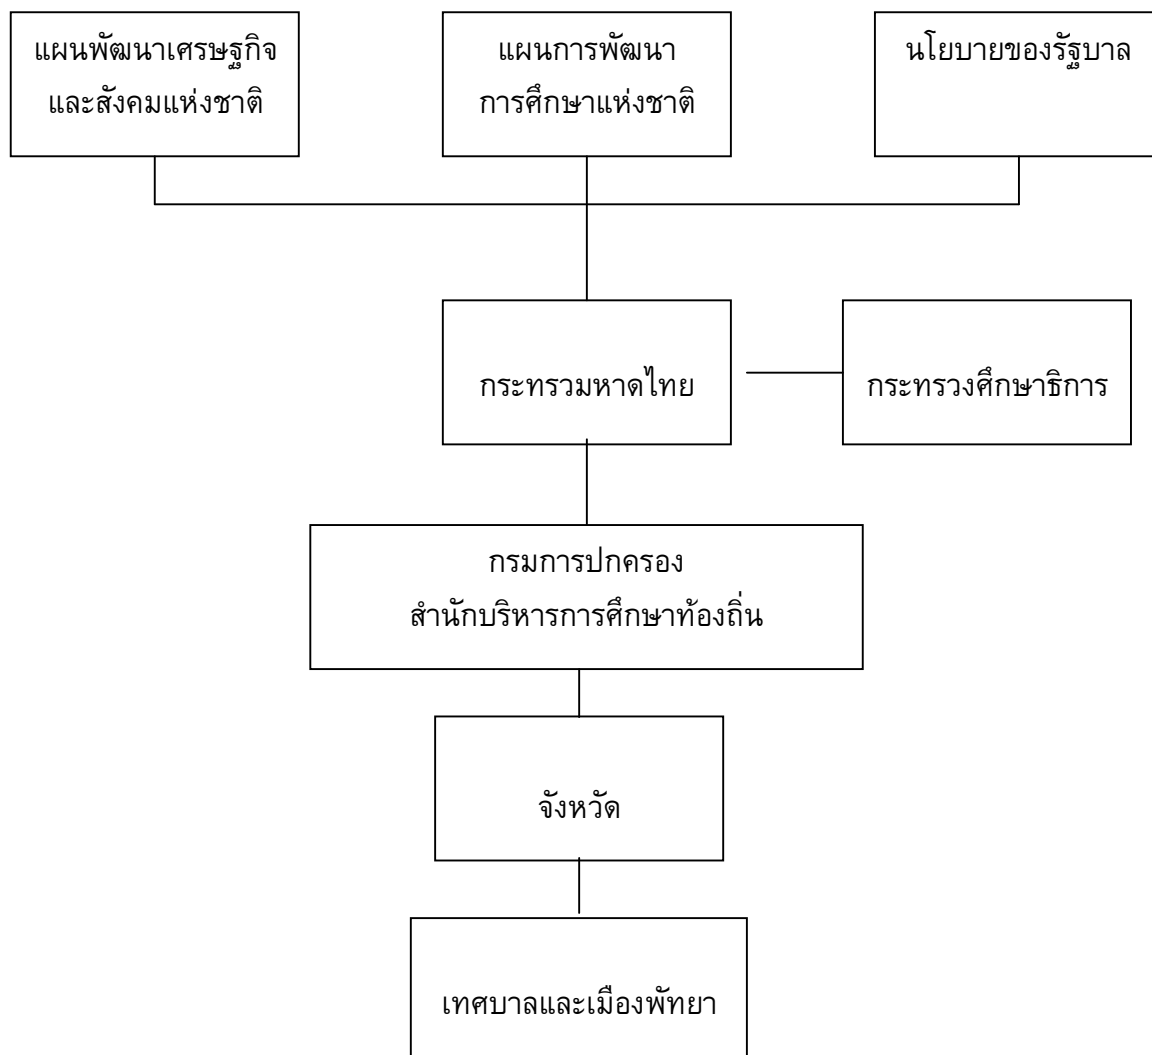 แผนพัฒนาเศรษฐกิจ
และสังคมแห่งชาติ
แผนการพัฒนา
การศึกษาแห่งชาติ
นโยบายของรัฐบาล
กระทรวมหาดไทย
กระทรวงศึกษาธิการ
กรมการปกครอง
สำนักบริหารการศึกษาท้องถิ่น
จังหวัด
เทศบาลและเมืองพัทยา